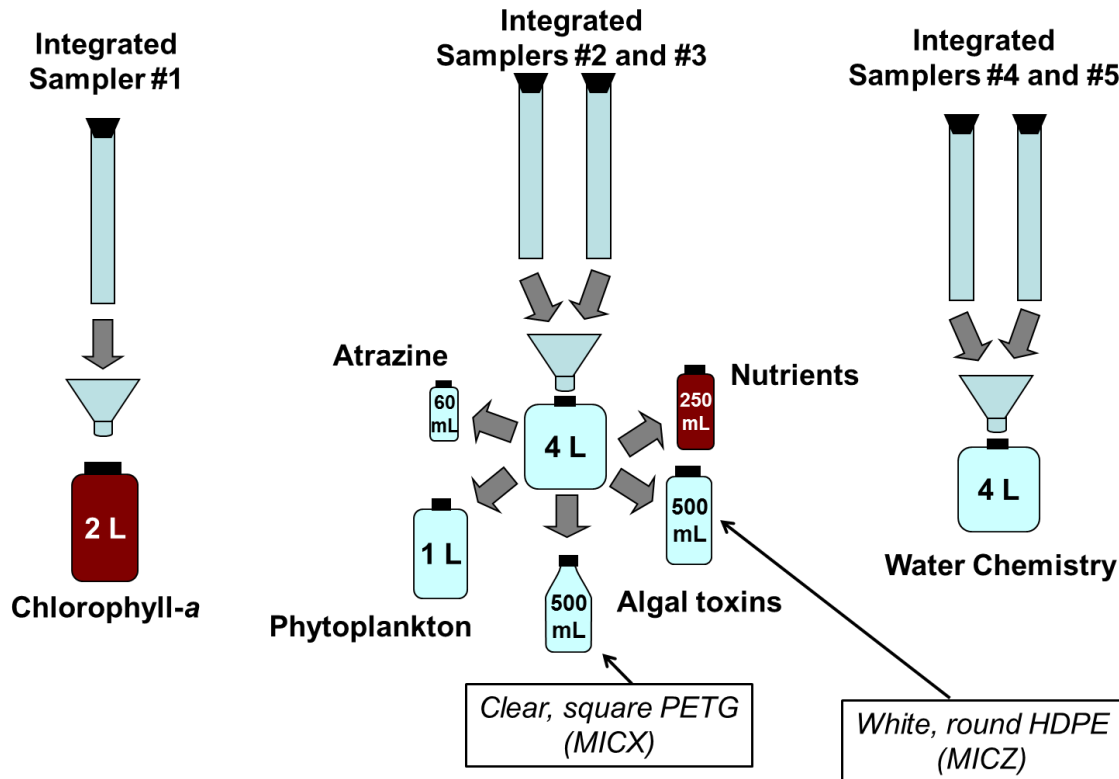 Integrated
Sampler #1
Integrated
Samplers #2 and #3
Integrated
Samplers #4 and #5
Atrazine
60
mL
Nutrients
250
mL
4 L
2 L
Chlorophyll-a
1 L
Phytoplankton
500
mL
500
mL
Algal toxins
4 L
Water Chemistry
Clear, square PETG
(MICX)
White, round HDPE
(MICZ)